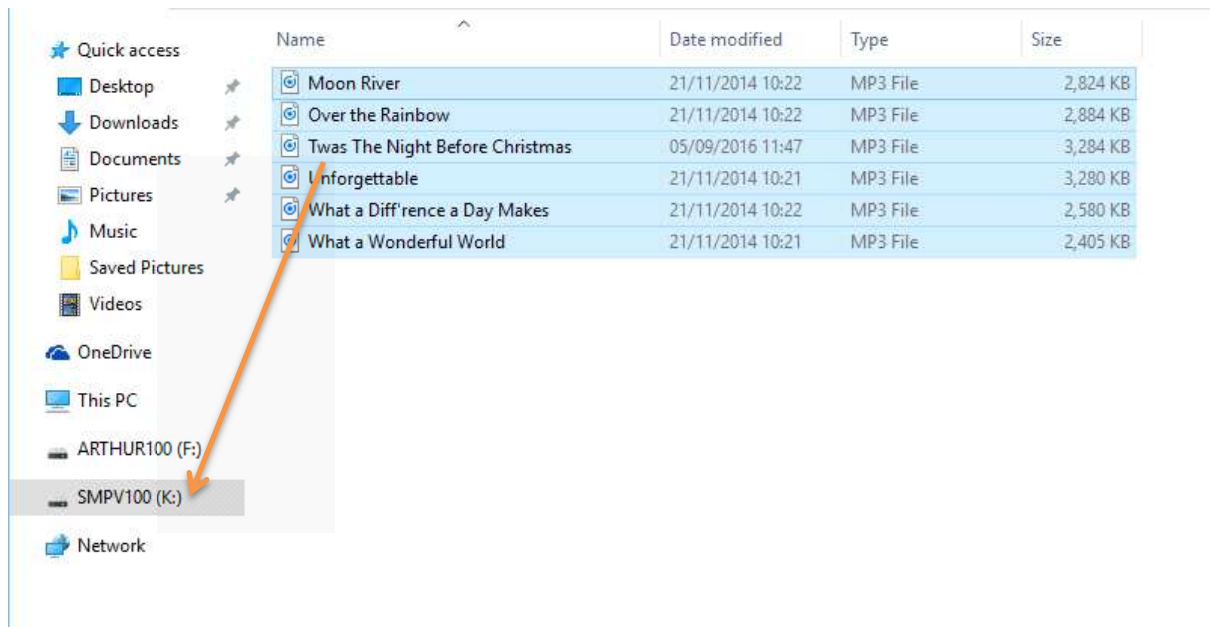 Quick access
Desktop
Downloads
Documents
Pictures
Music
Saved Pictures
Videos
OneDrive
This PC
ARTHUR100 (F:)
SMPV100 (K:)
Network
Name Date modified Type Size
Moon River 21/11/2014 10:22 MP3 File 2,824 KB
Over the Rainbow 21/11/2014 10:22 MP3 File 2,884 KB
Twas The Night Before Christmas 05/09/2016 11:47 MP3 File 3,284 KB
Unforgettable 21/11/2014 10:21 MP3 File 3,280 KB
What a Diff'rence a Day Makes 21/11/2014 10:22 MP3 File 2,580 KB
What a Wonderful World 21/11/2014 10:21 MP3 File 2,405 KB